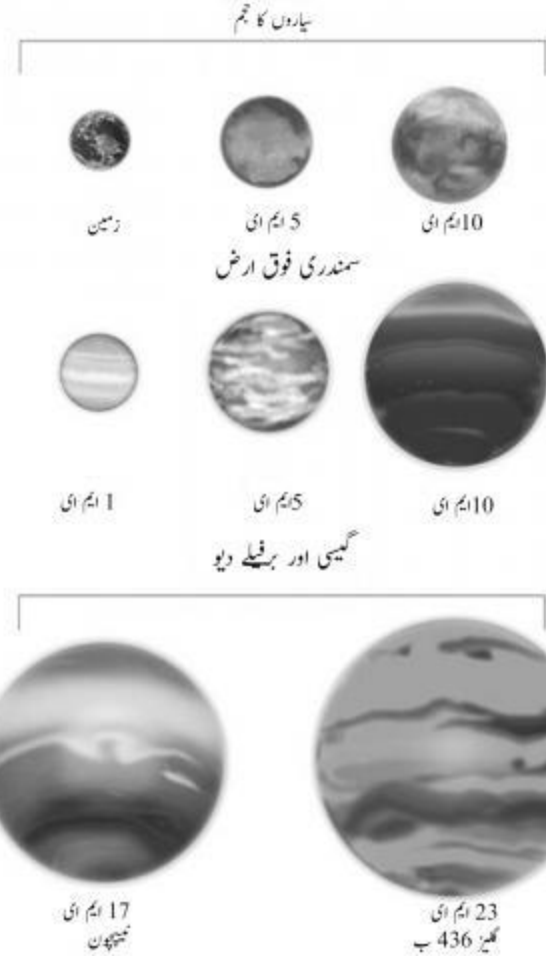 سیاروں کا حجم
زمین
5 ایم ای
10ایم ای
سمندری فوق ارض
1 ایم ای
5ایم ای
10ایم ای
گیسی اور برفیلے دیو
17 ایم ای
نیپچون
23 ایم ای
گلیز 436 ب